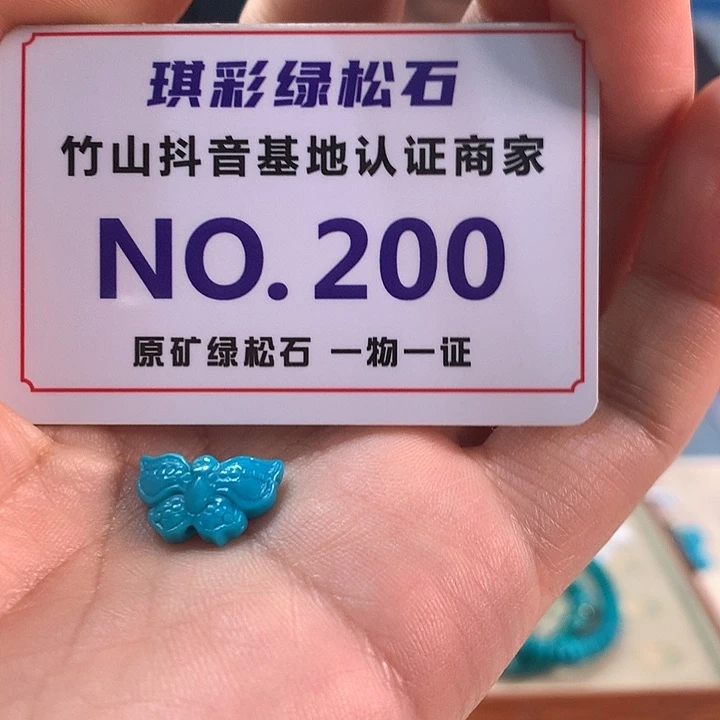 琪彩绿松石
竹山抖音基地认证商家
NO.200
原矿绿松石 一物一证